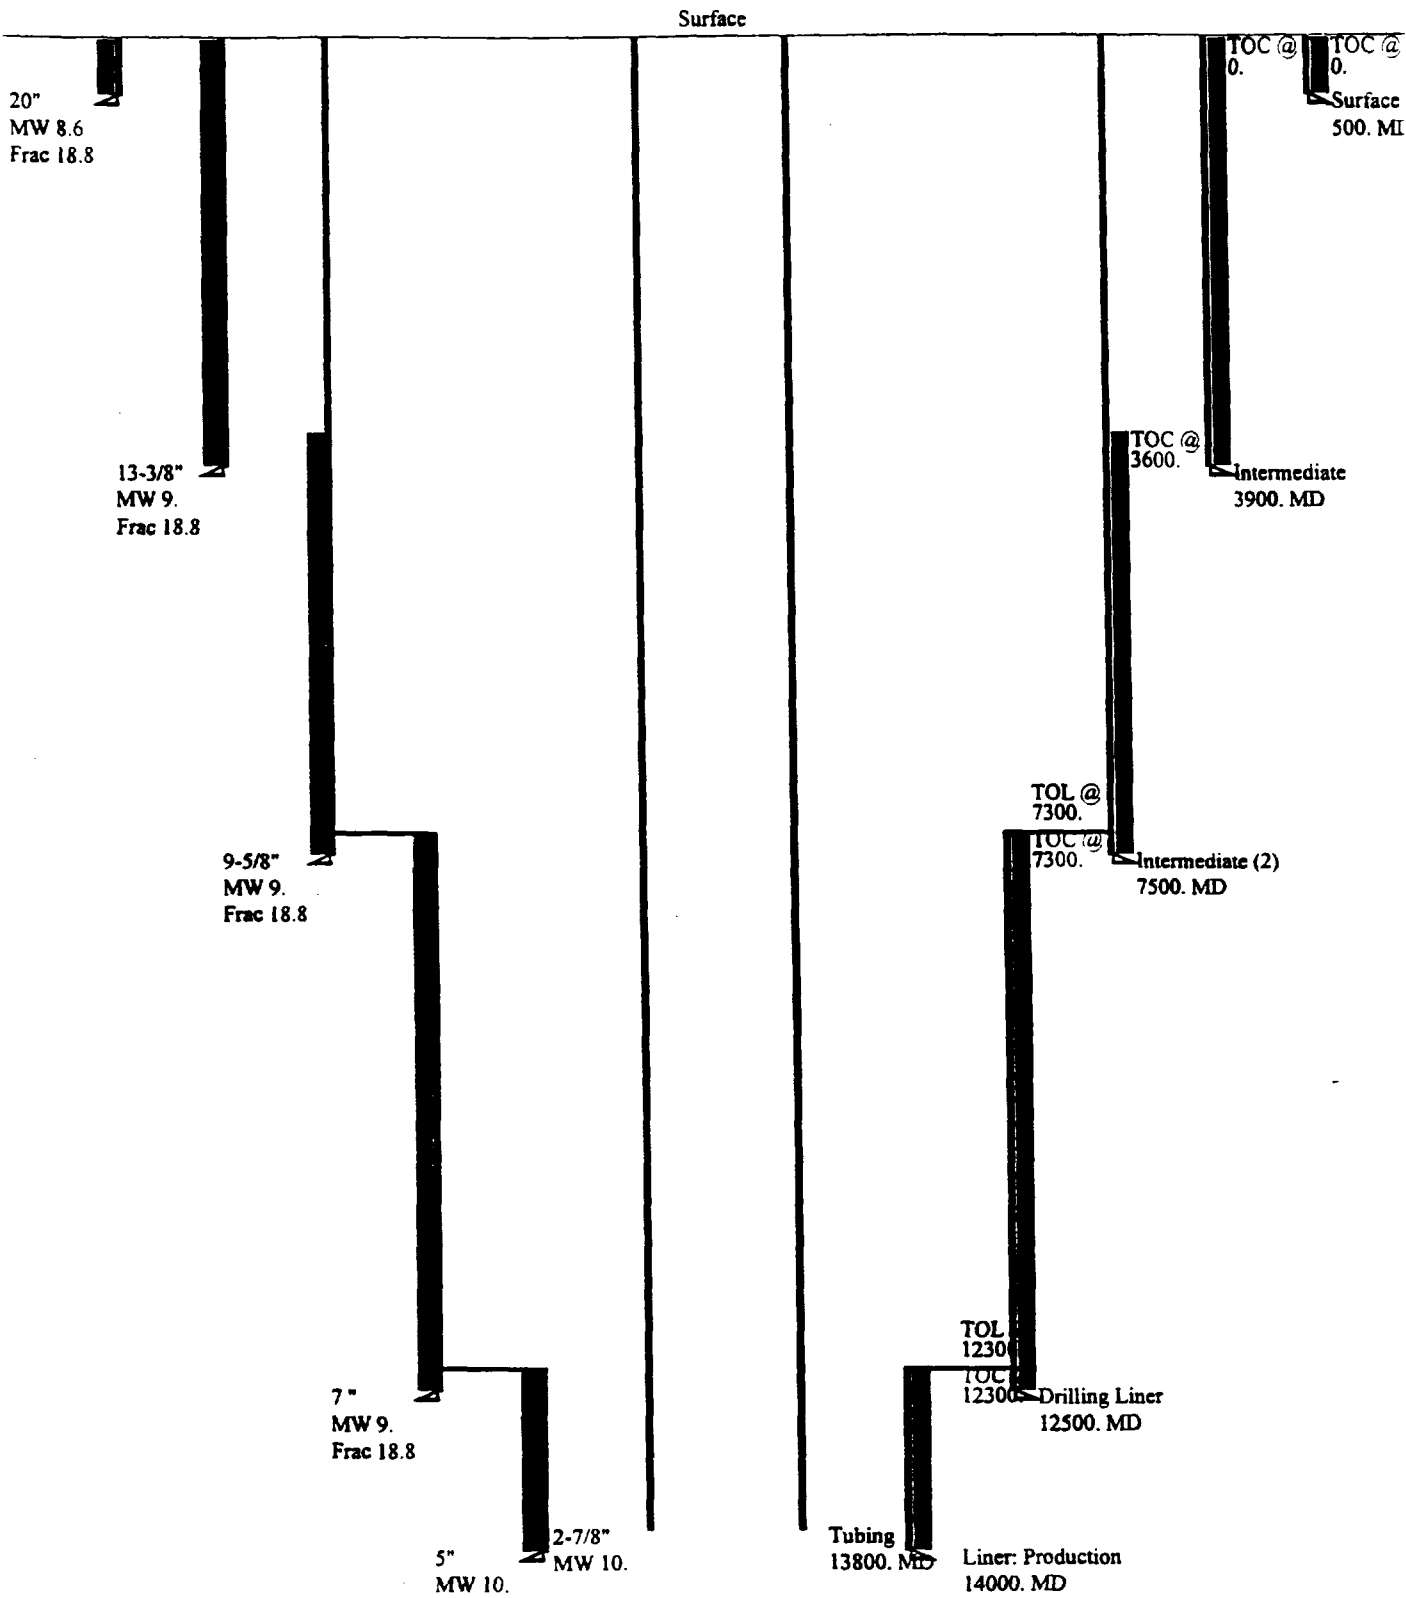 Surface
TOC @
0.
TOC @
0.
20"
MW 8.6
Frac 18.8
Surface
500. MI
13-3/8"
MW 9.
Frac 18.8
TOC @
3600.
Intermediate
3900. MD
TOL @
7300.
TOC @
7300.
9-5/8"
MW 9.
Frac 18.8
Intermediate (2)
7500. MD
TOL
12300
TOC
12300
7 "
MW 9.
Frac 18.8
Drilling Liner
12500. MD
2-7/8"
MW 10.
Tubing
13800. MD
5"
MW 10.
Liner: Production
14000. MD